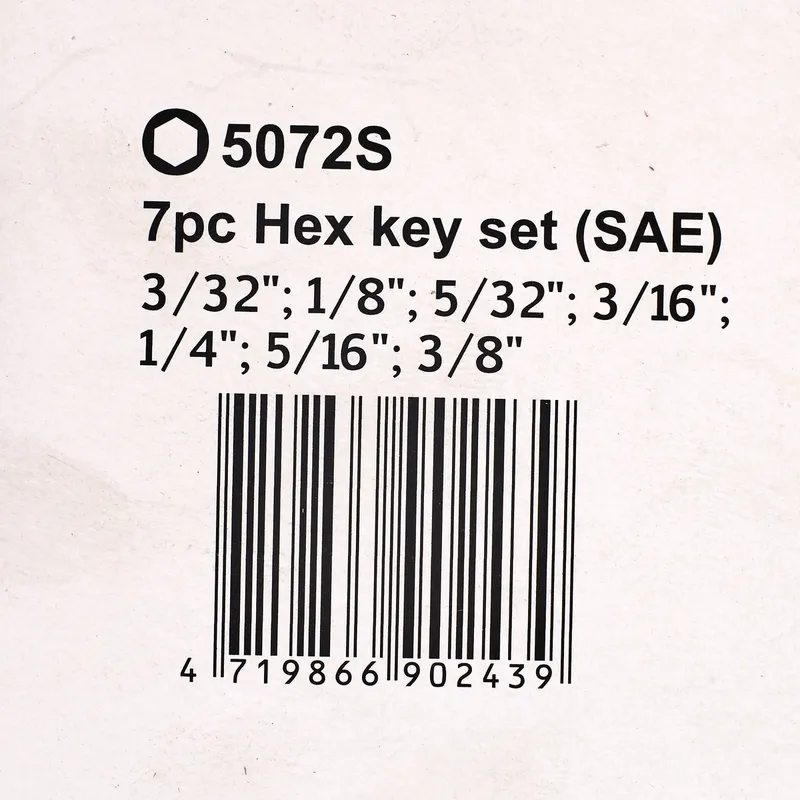 5072S
7pc Hex key set (SAE)
3/32"; 1/8"; 5/32"; 3/16";
1/4"; 5/16"; 3/8"
4 719866 902439